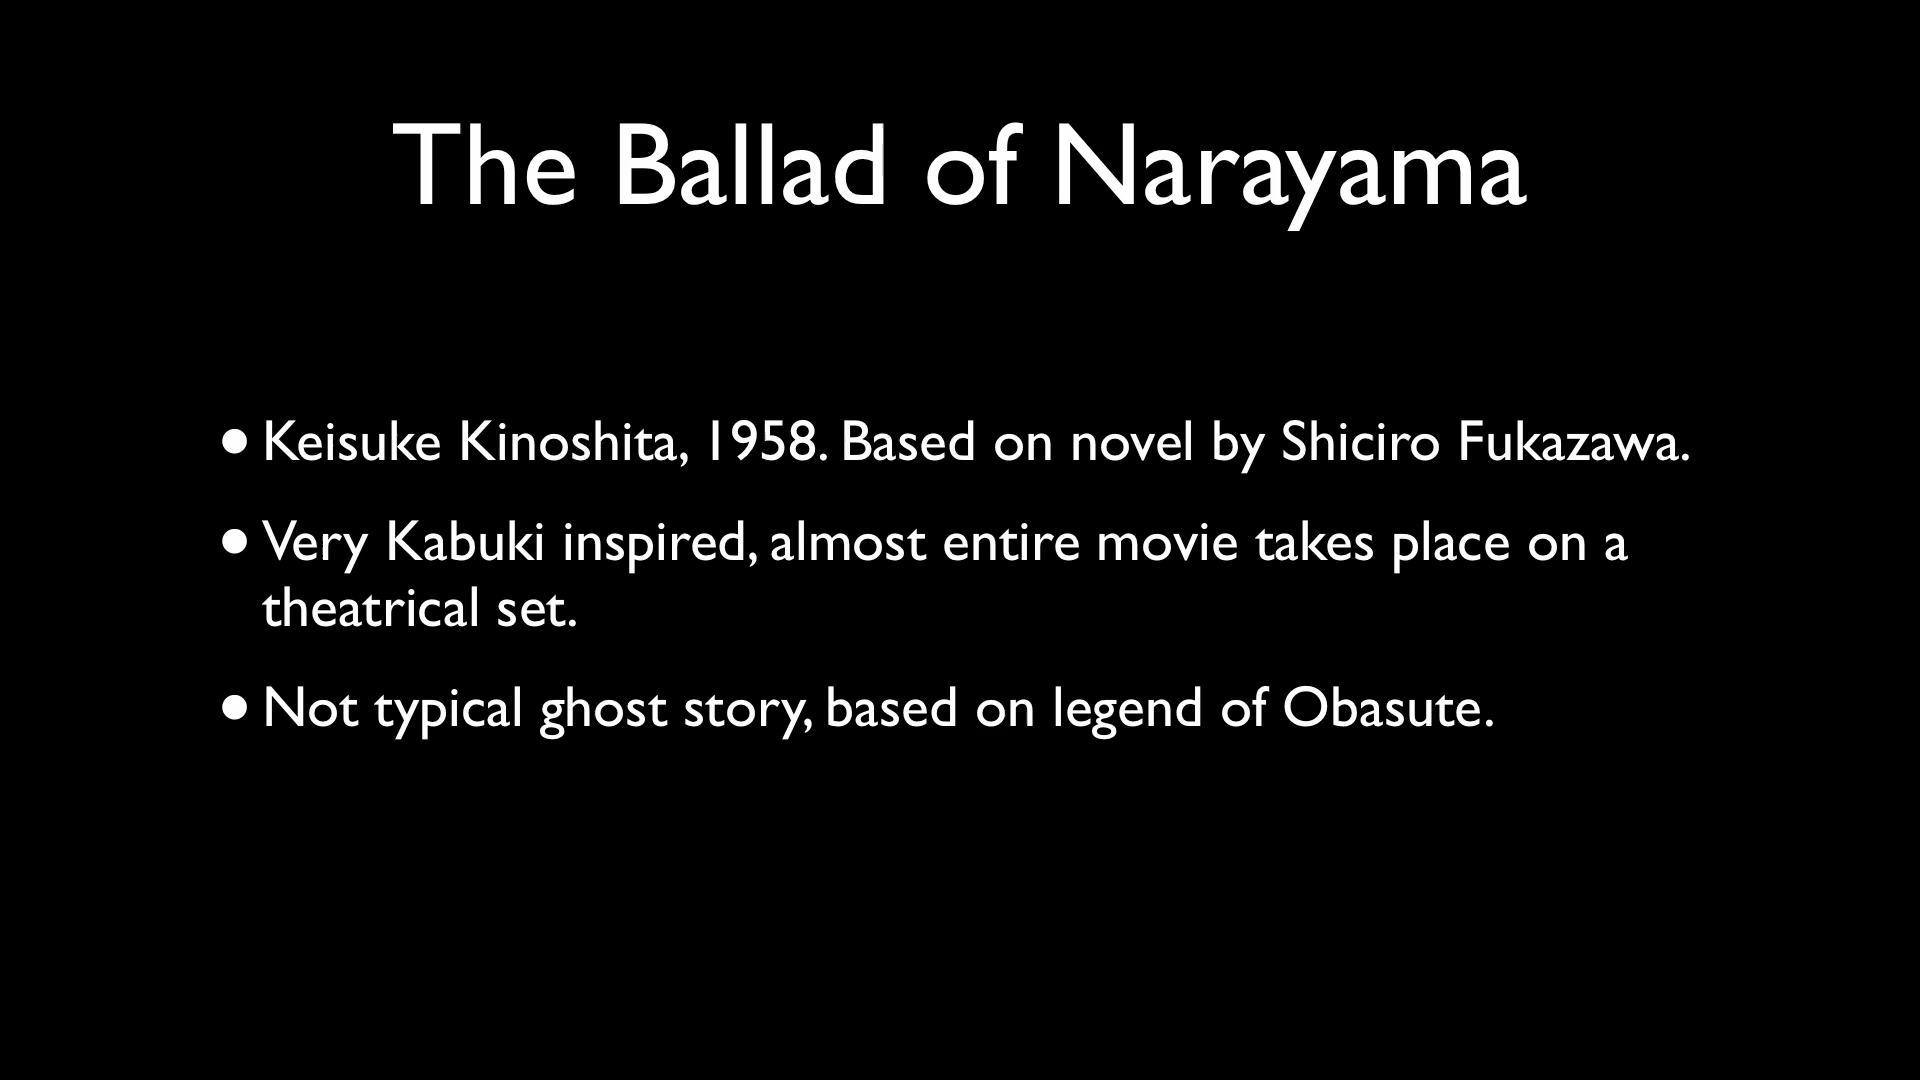 The Ballad of Narayama
• Keisuke Kinoshita, 1958. Based on novel by Shiciro Fukazawa.
• Very Kabuki inspired, almost entire movie takes place on a
theatrical set.
• Not typical ghost story, based on legend of Obasute.